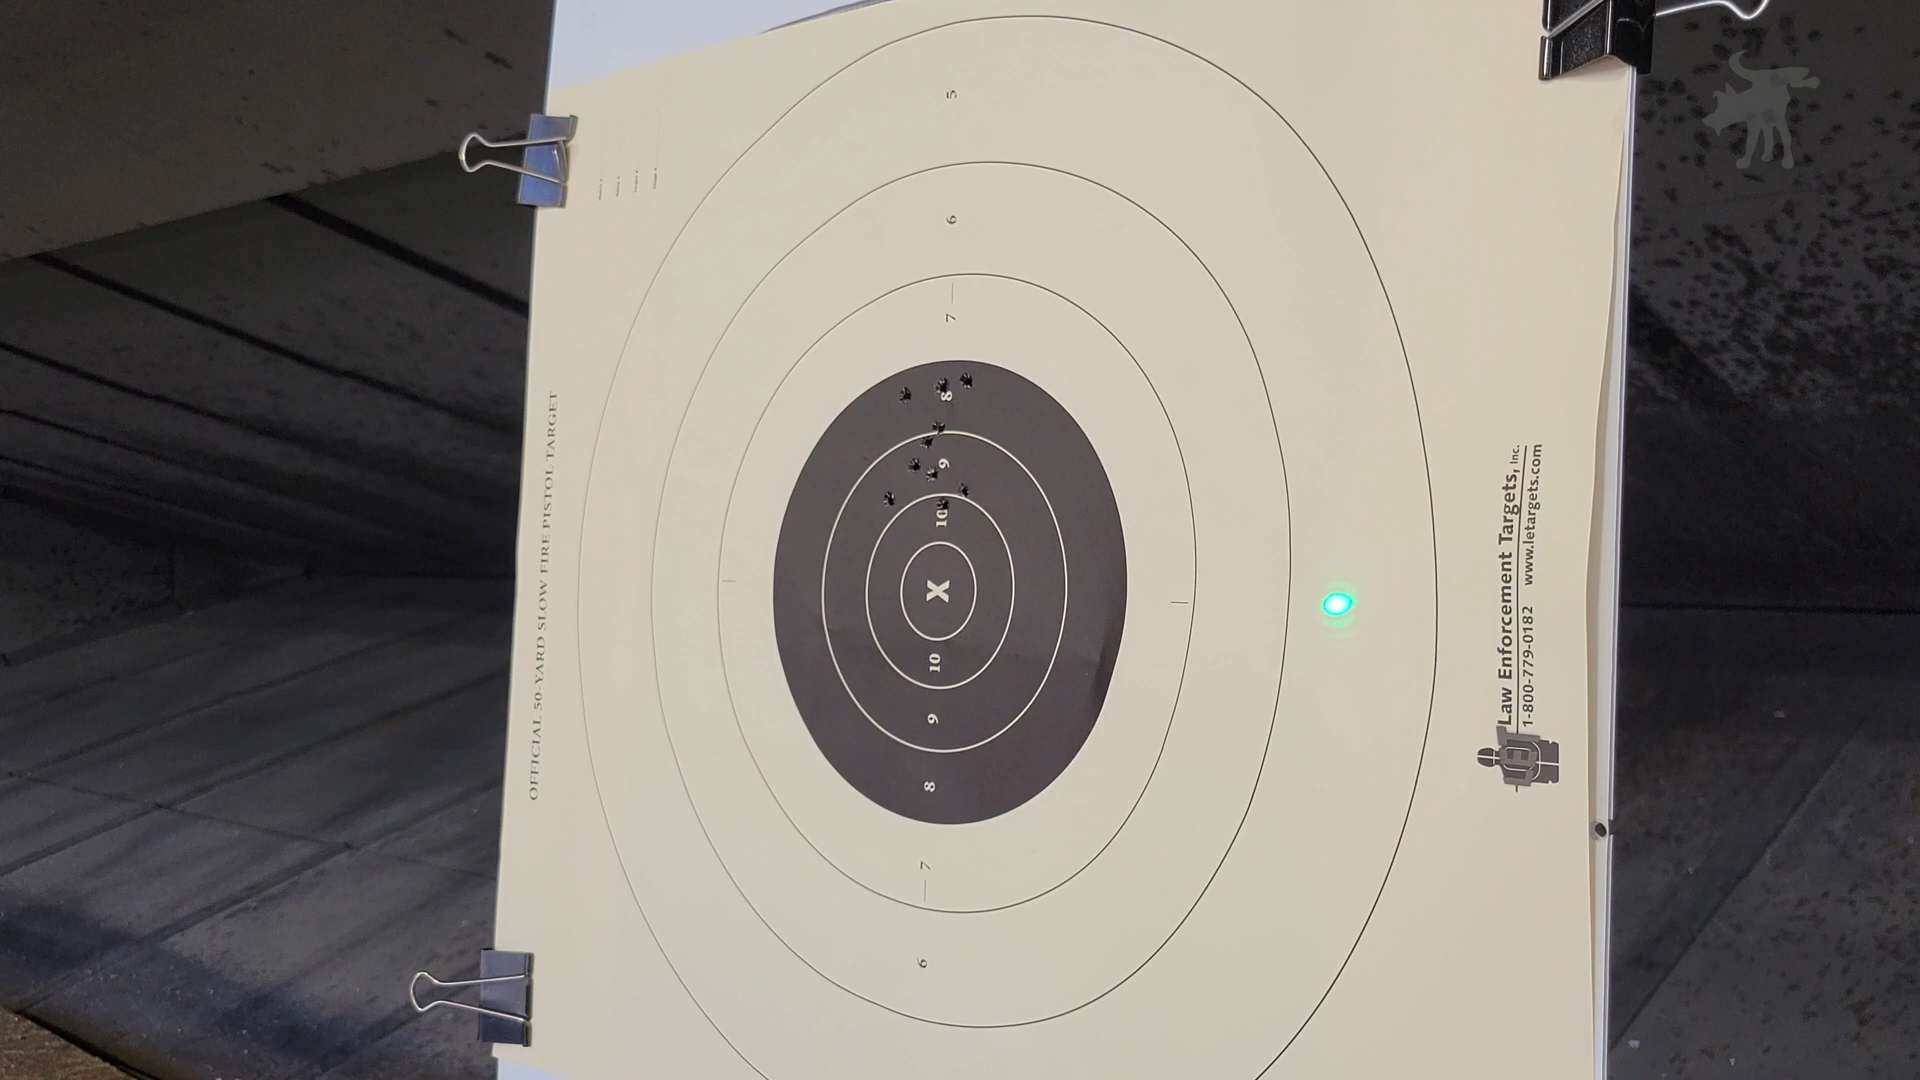 OFFICIAL 50-YARD SLOW FIRE PISTOL TARGET
5
6
7
8
9
10
X
10
9
8
7
6
LET
Law Enforcement Targets, Inc.
1-800-779-0182 www.letargets.com